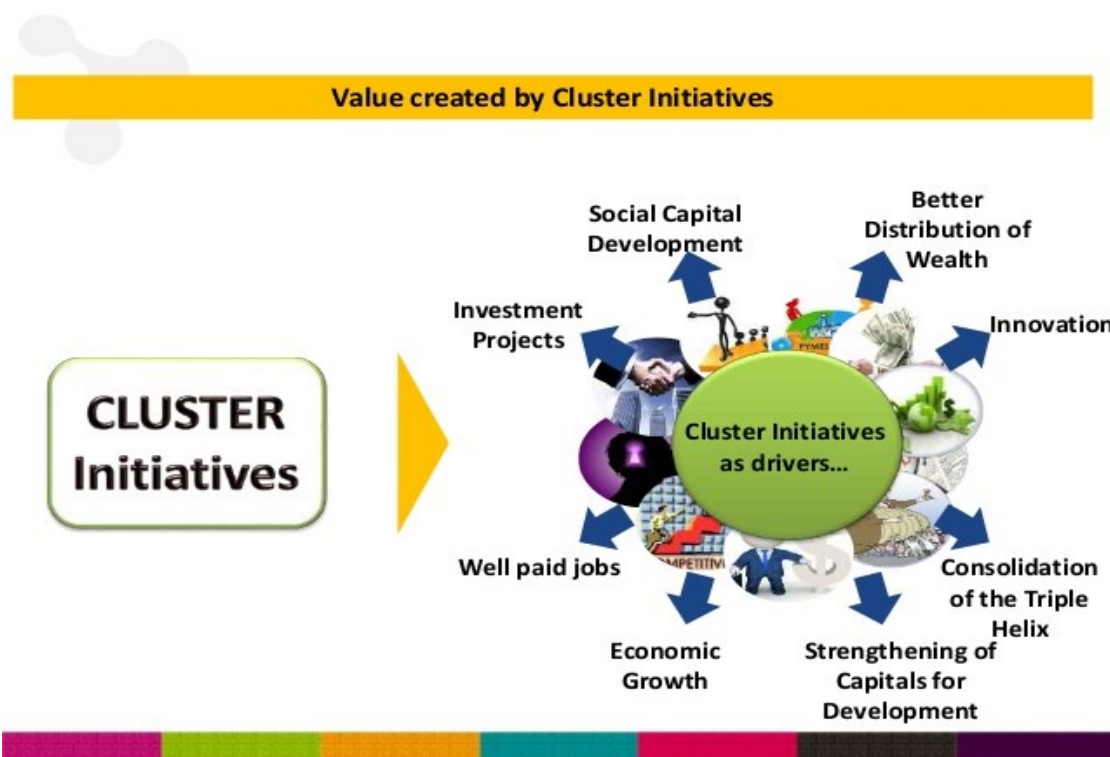 Value created by Cluster Initiatives
Social Capital
Development
Better
Distribution of
Wealth
Investment
Projects
Innovation
CLUSTER
Initiatives
PYMES
$
Cluster Initiatives
as drivers...
Well paid jobs
Consolidation
of the Triple
Helix
Economic
Growth
Strengthening of
Capitals for
Development